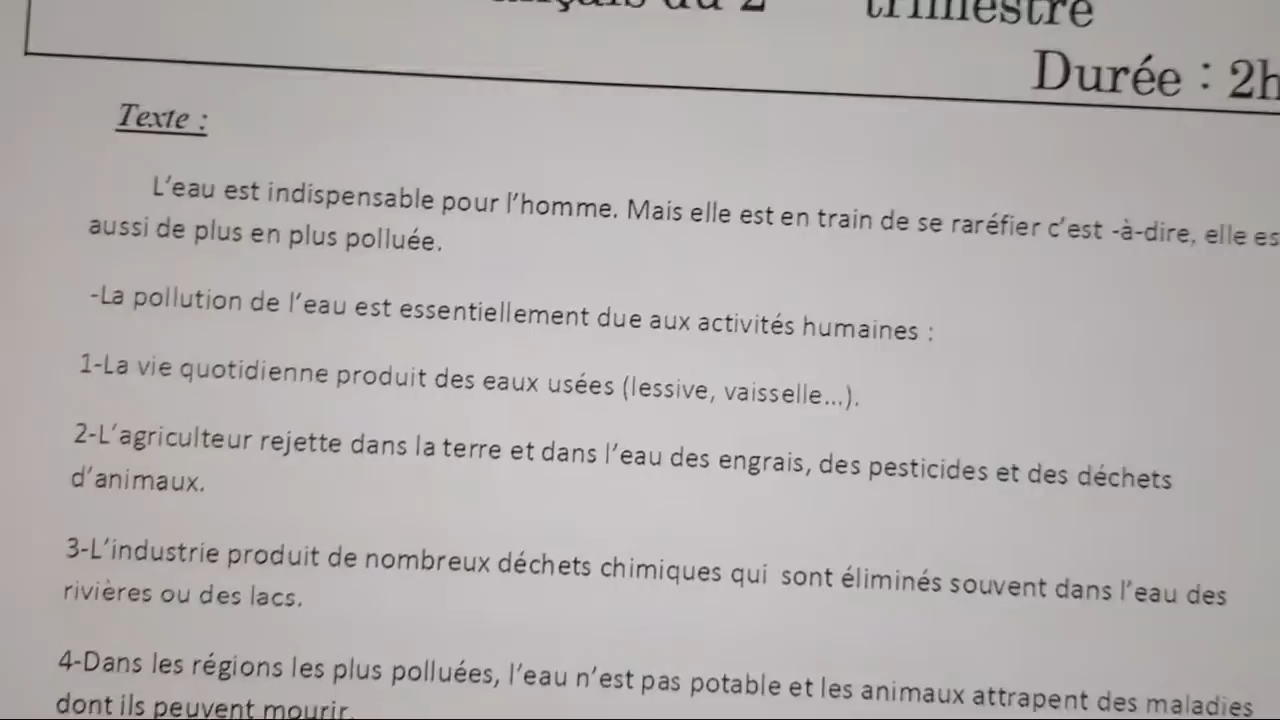 du 2 trimestre
Durée : 2h
Texte :
L'eau est indispensable pour l'homme. Mais elle est en train de se raréfier c'est -à-dire, elle es
aussi de plus en plus polluée.
-La pollution de l'eau est essentiellement due aux activités humaines :
1-La vie quotidienne produit des eaux usées (lessive, vaisselle...).
2-L'agriculteur rejette dans la terre et dans l'eau des engrais, des pesticides et des déchets
d'animaux.
3-L'industrie produit de nombreux déchets chimiques qui sont éliminés souvent dans l'eau des
rivières ou des lacs.
4-Dans les régions les plus polluées, l'eau n'est pas potable et les animaux attrapent des maladies
dont ils peuvent mourir.